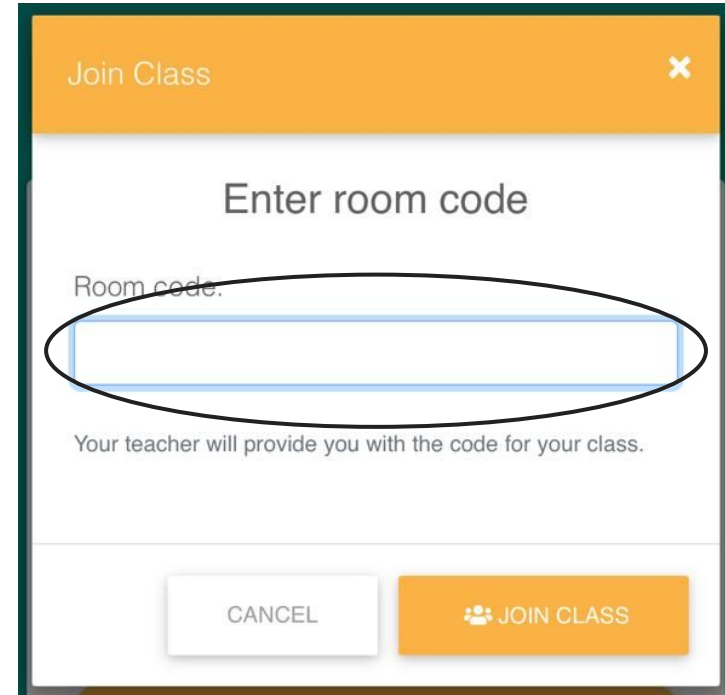 Join Class
Enter room code
Room code:
Your teacher will provide you with the code for your class.
CANCEL
JOIN CLASS